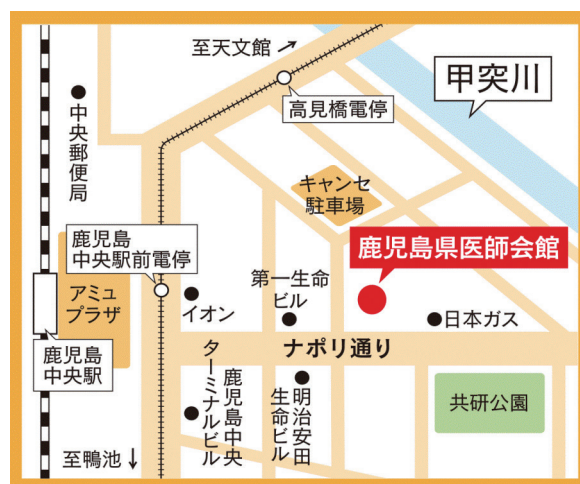 至天文館
甲突川
高見橋電停
中央郵便局
キャンセ
駐車場
鹿児島
中央駅前電停
鹿児島県医師会館
第一生命
ビル
アミュ
プラザ
イオン
日本ガス
ナポリ通り
鹿児島
中央駅
鹿児島中央
ターミナルビル
明治安田
生命ビル
共研公園
至鴨池